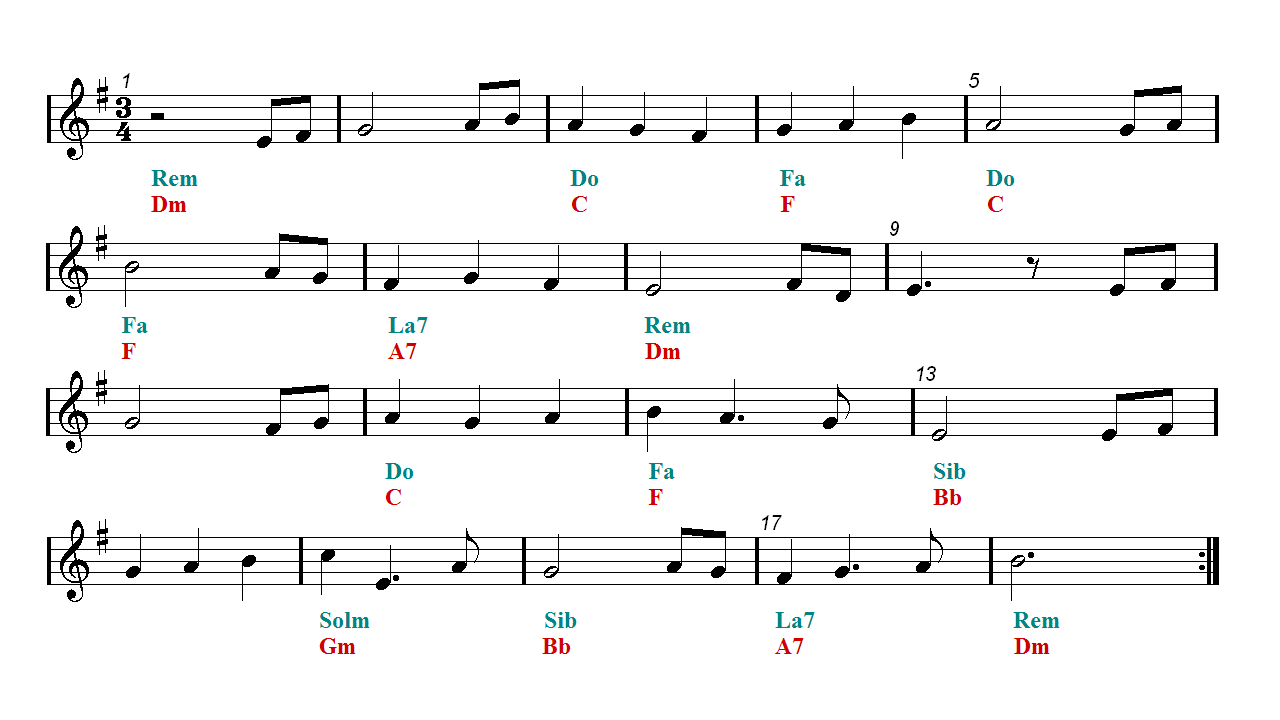 1 5
3
4
Rem Do Fa Do
Dm C F C
9
Fa La7 Rem
F A7 Dm
13
Do Fa Sib
C F Bb
17
Solm Sib La7 Rem
Gm Bb A7 Dm